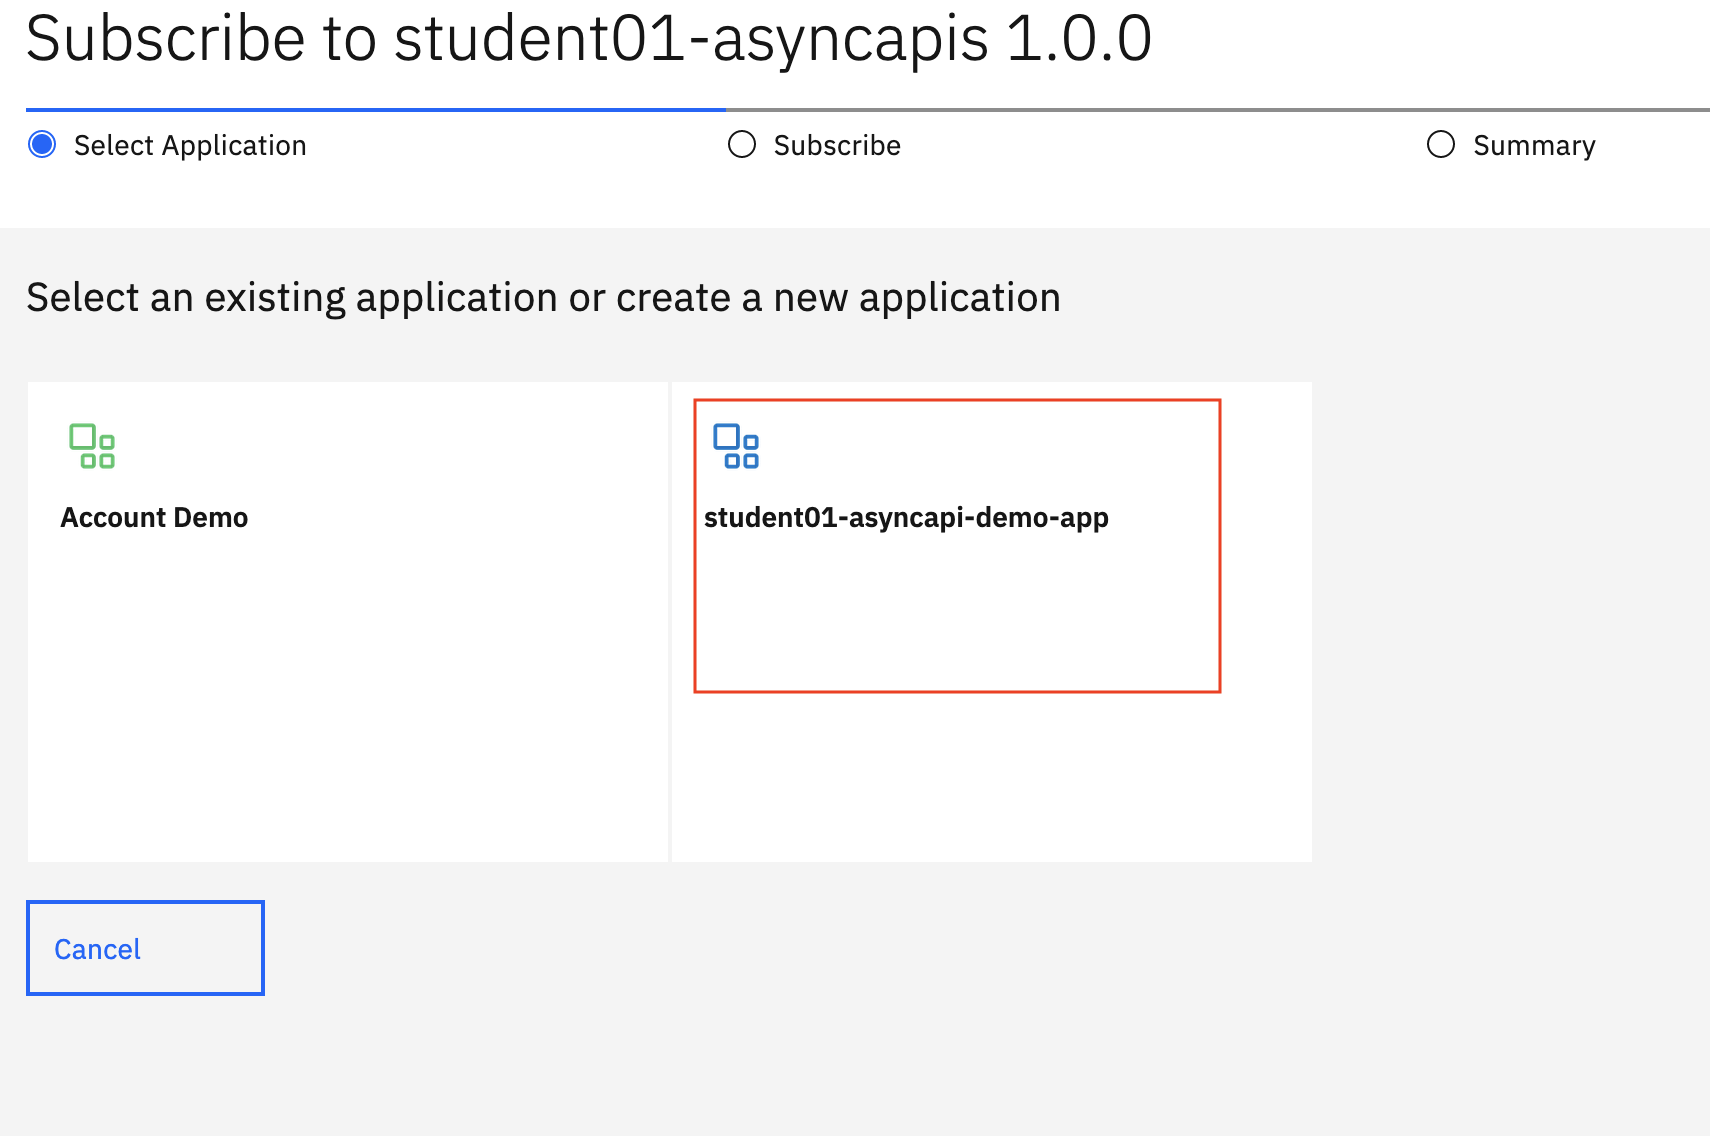 Subscribe to student01-asyncapis 1.0.0
Select Application
Subscribe
Summary
Select an existing application or create a new application
Account Demo
student01-asyncapi-demo-app
Cancel